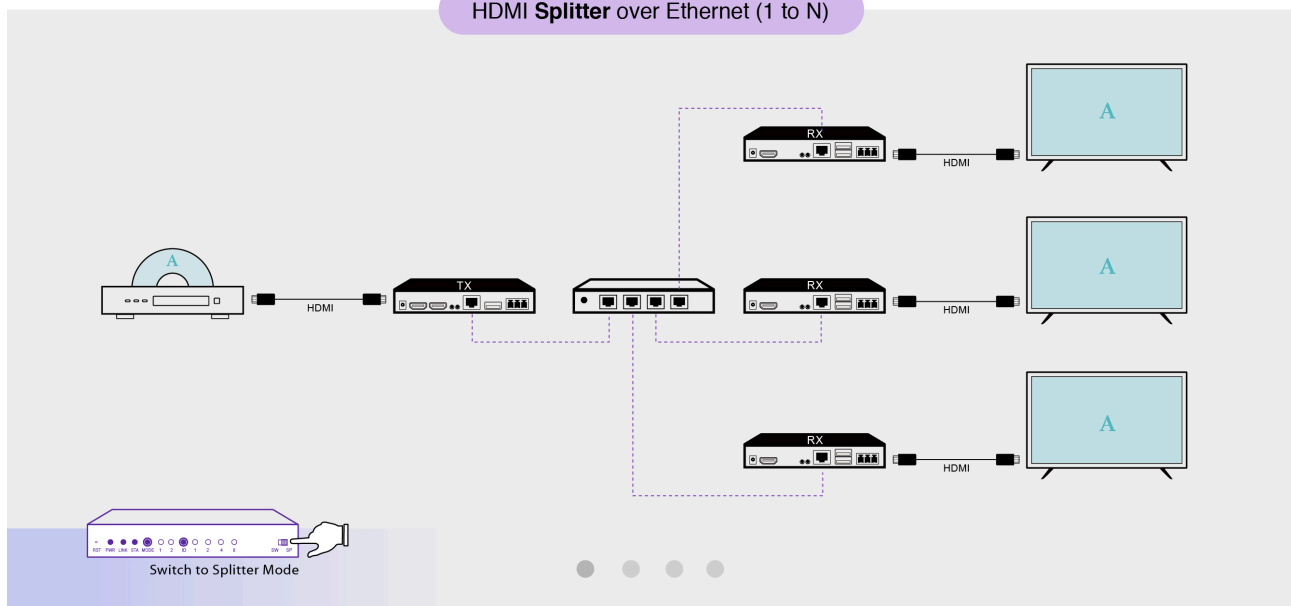 HDMI Splitter over Ethernet (1 to N)
RX
HDMI
A
A
HDMI
TX
RX
HDMI
A
RX
HDMI
A
RST PWR LINK STA MODE 1 2 ID 1 2 4 8 SW SP
Switch to Splitter Mode